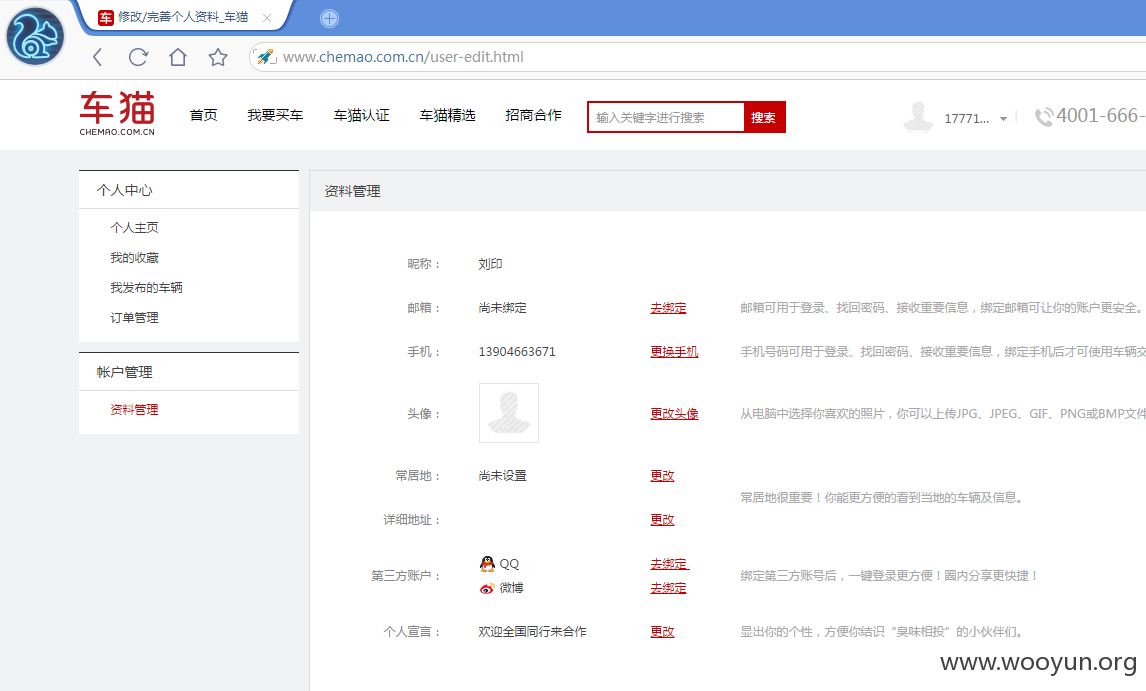 车 修改/完善个人资料_车猫
www.chemao.com.cn/user-edit.html
车猫
CHEMAO.COM.CN
首页 我要买车 车猫认证 车猫精选 招商合作 输入关键字进行搜索 搜索 17771... 4001-666-
个人中心
个人主页
我的收藏
我发布的车辆
订单管理
帐户管理
资料管理
资料管理
昵称: 刘印
邮箱: 尚未绑定 去绑定 邮箱可用于登录、找回密码、接收重要信息,绑定邮箱可让你的账户更安全。
手机: 13904663671 更换手机 手机号码可用于登录、找回密码、接收重要信息,绑定手机后才可使用车辆交
头像: 更改头像 从电脑中选择你喜欢的照片,你可以上传JPG、JPEG、GIF、PNG或BMP文件
常居地: 尚未设置 更改
常居地很重要!你能更方便的看到当地的车辆及信息。
详细地址: 更改
第三方账户: QQ 去绑定
微博 去绑定
绑定第三方账号后,一键登录更方便!圈内分享更快捷!
个人宣言: 欢迎全国同行来合作 更改 显出你的个性,方便你结识“臭味相投”的小伙伴们。
www.wooyun.org